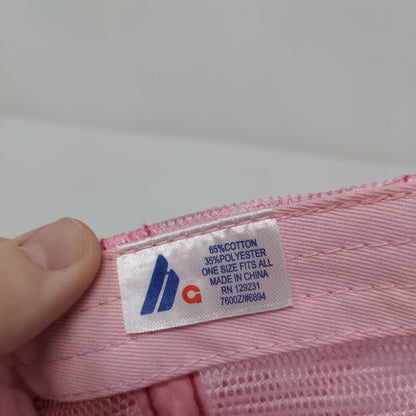 65%COTTON
35%POLYESTER
ONE SIZE FITS ALL
MADE IN CHINA
RN 129231
7600Z/#6894